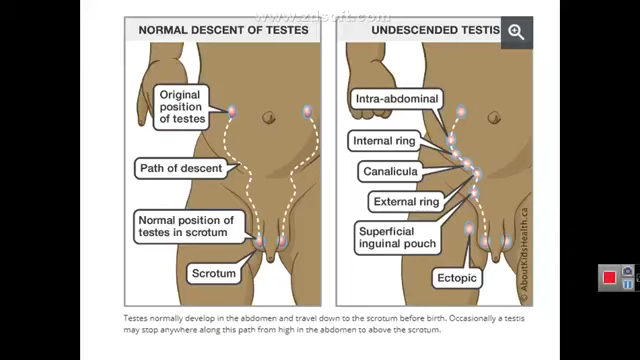 www.zdsoft.com
NORMAL DESCENT OF TESTES
Original
position
of testes
Path of descent
Normal position of
testes in scrotum
Scrotum
UNDESCENDED TESTIS
Intra-abdominal
Internal ring
Canalicula
External ring
Superficial
inguinal pouch
Ectopic
© AboutKidsHealth.ca
Testes normally develop in the abdomen and travel down to the scrotum before birth. Occasionally a testis
may stop anywhere along this path from high in the abdomen to above the scrotum.